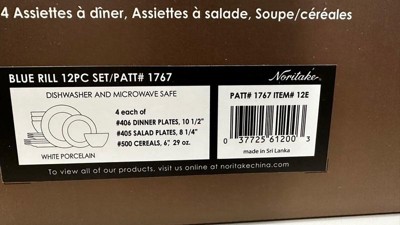 4 Assiettes à dîner, Assiettes à salade, Soupe/céréales
BLUE RILL 12PC SET/PATT# 1767
Noritake
DISHWASHER AND MICROWAVE SAFE
4 each of
#406 DINNER PLATES, 10 1/2"
#405 SALAD PLATES, 8 1/4"
#500 CEREALS, 6", 29 oz.
WHITE PORCELAIN
PATT# 1767 ITEM# 12E
0 37725 61200 3
made in Sri Lanka
To view all of our products, visit us online at noritakechina.com